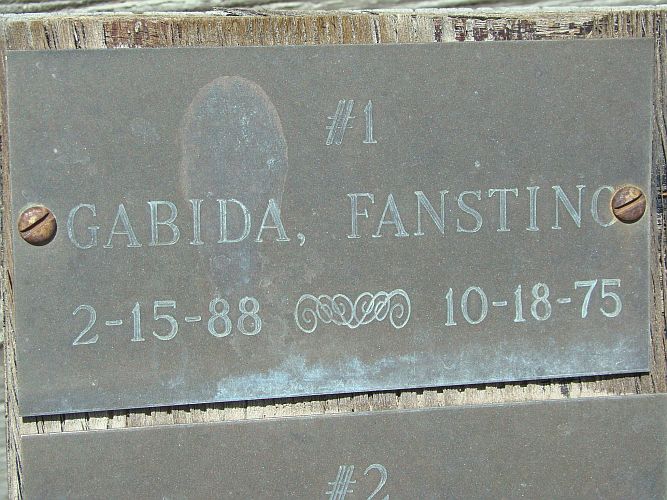 #1
GABIDA, FANSTINO
2-15-88 10-18-75
#2